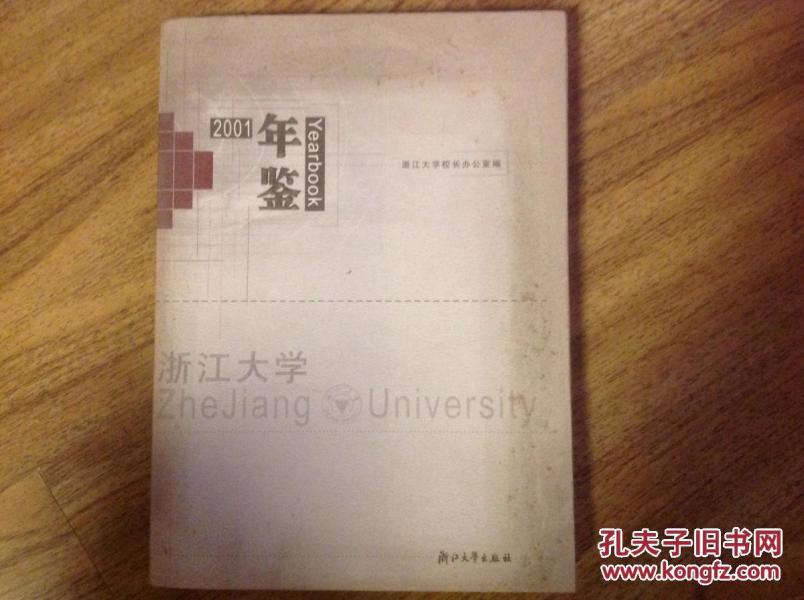 2001
年鉴
Yearbook
浙江大学校长办公室编
浙江大学
ZheJiang University
浙江大学出版社
孔夫子旧书网
www.kongfz.com